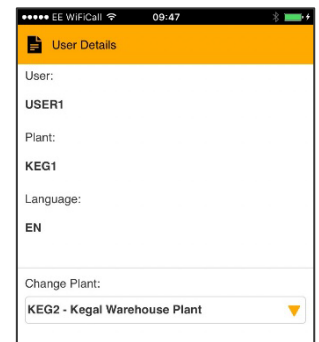 EE WiFiCall 09:47
User Details
User:
USER1
Plant:
KEG1
Language:
EN
Change Plant:
KEG2 - Kegal Warehouse Plant